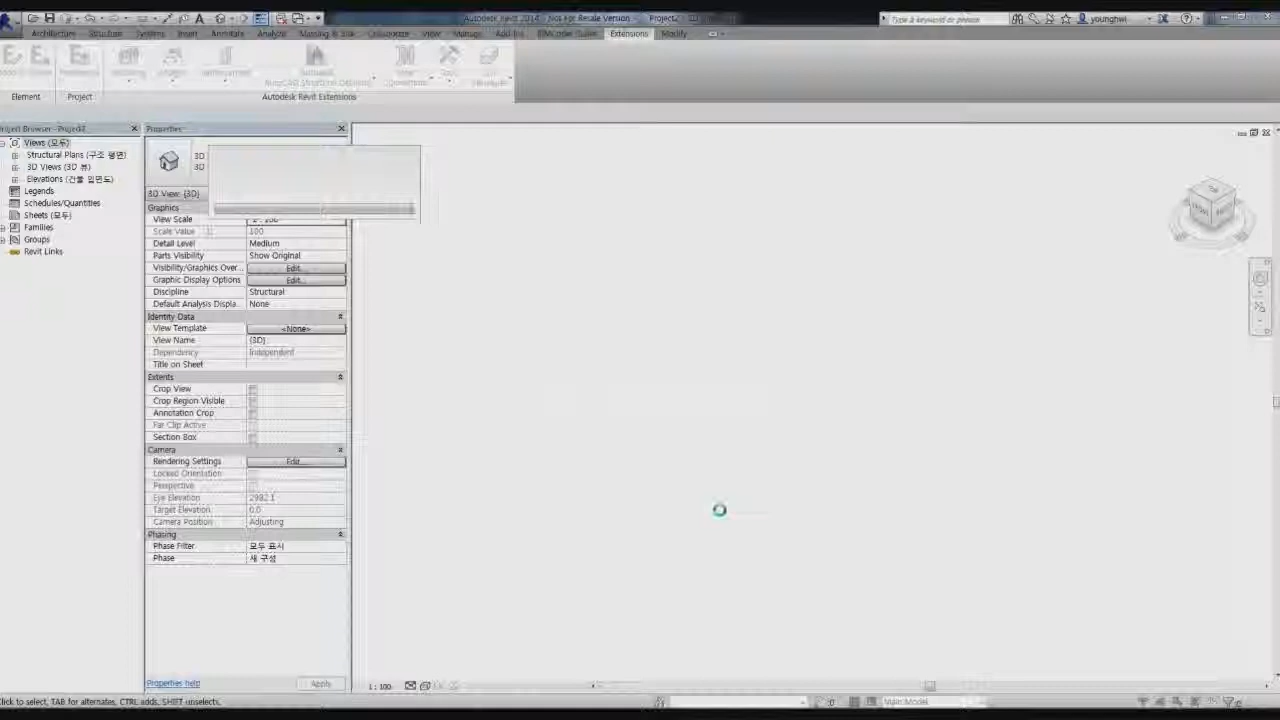 Autodesk Revit 2014 - Not For Resale Version - Project2
Type a keyword or phrase
younghwi
Architecture Structure Systems Insert Annotate Analyze Massing & Site Collaborate View Manage Add-Ins Extensions Modify
Element Project Autodesk Revit Extensions
Project Browser - Project2
Views (모두)
Structural Plans (구조 평면)
3D Views (3D 뷰)
Elevations (건물 입면도)
Legends
Schedules/Quantities
Sheets (모두)
Families
Groups
Revit Links
Properties
3D
3D
3D View: {3D}
Graphics
View Scale 1 : 100
Scale Value 1: 100
Detail Level Medium
Parts Visibility Show Original
Visibility/Graphics Over... Edit...
Graphic Display Options Edit...
Discipline Structural
Default Analysis Displa... None
Identity Data
View Template <None>
View Name {3D}
Dependency Independent
Title on Sheet
Extents
Crop View
Crop Region Visible
Annotation Crop
Far Clip Active
Section Box
Camera
Rendering Settings Edit...
Locked Orientation
Perspective
Eye Elevation 2982.1
Target Elevation 0.0
Camera Position Adjusting
Phasing
Phase Filter 모두 표시
Phase 새 구성
Properties help
Apply
1 : 100
Click to select, TAB for alternates, CTRL adds, SHIFT unselects.
:0
Main Model